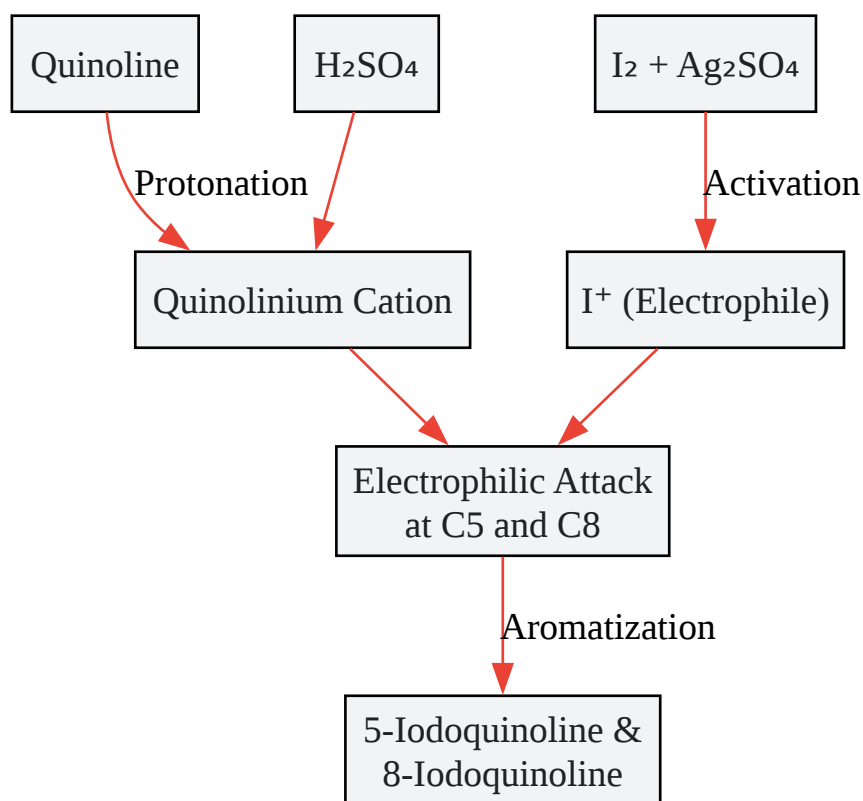 Quinoline
H₂SO₄
I₂ + Ag₂SO₄
Protonation
Activation
Quinolinium Cation
I⁺ (Electrophile)
Electrophilic Attack
at C5 and C8
Aromatization
5-Iodoquinoline &
8-Iodoquinoline